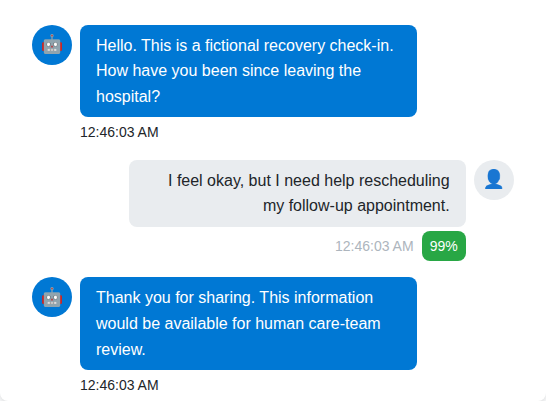 Hello. This is a fictional recovery check-in.
How have you been since leaving the
hospital?
12:46:03 AM
I feel okay, but I need help rescheduling
my follow-up appointment.
12:46:03 AM 99%
Thank you for sharing. This information
would be available for human care-team
review.
12:46:03 AM